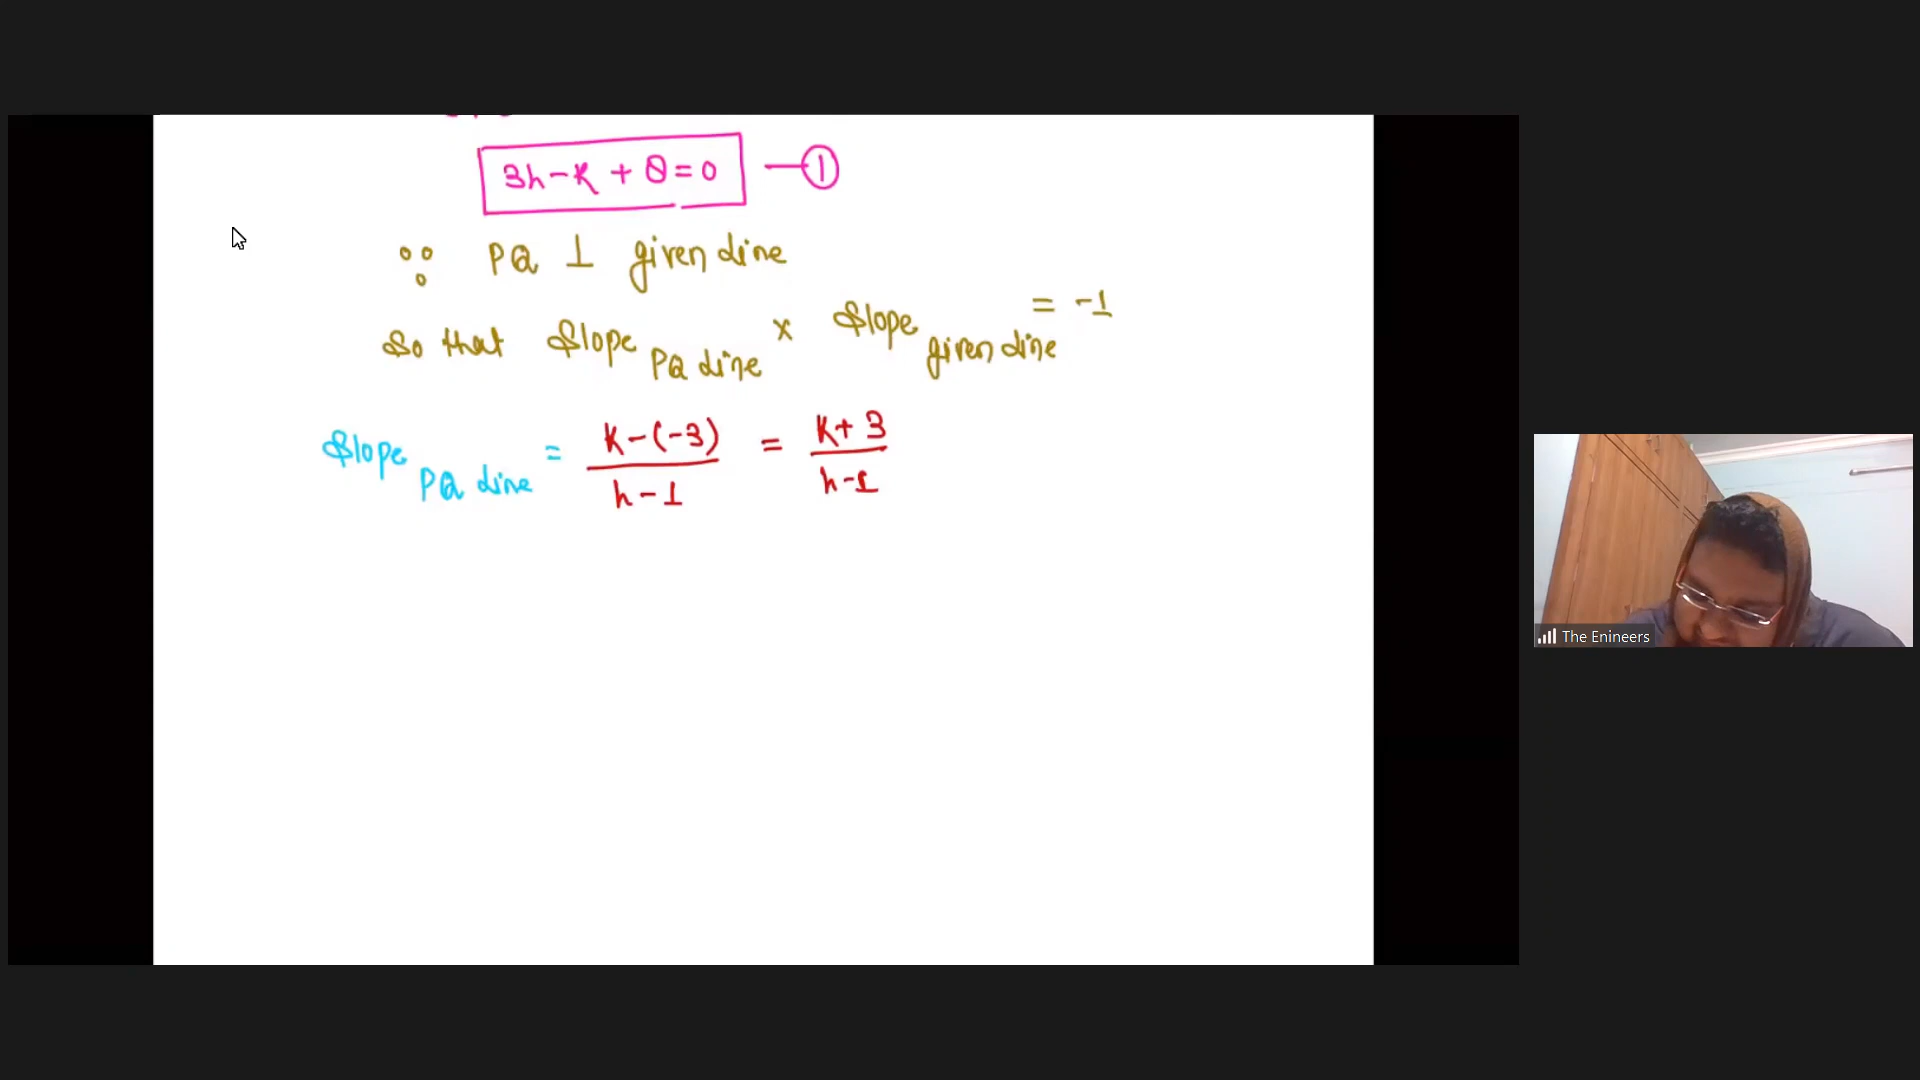 3h-K + 8=0 —①
∵ PQ ⊥ given line
So that Slope PQ line x Slope given line = -1
Slope PQ line = K-(-3) / h-1 = K+3 / h-1
The Enineers